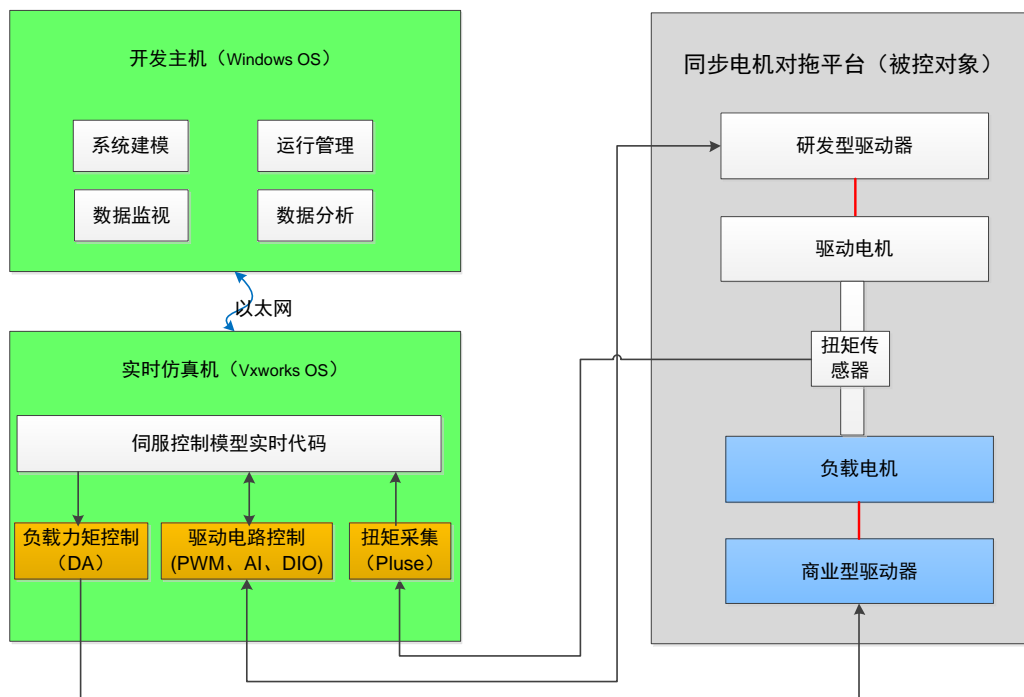 开发主机（Windows OS）
系统建模
运行管理
数据监视
数据分析
以太网
实时仿真机（Vxworks OS）
伺服控制模型实时代码
负载力矩控制
（DA）
驱动电路控制
(PWM、AI、DIO)
扭矩采集
（Pluse）
同步电机对拖平台（被控对象）
研发型驱动器
驱动电机
扭矩传
感器
负载电机
商业型驱动器